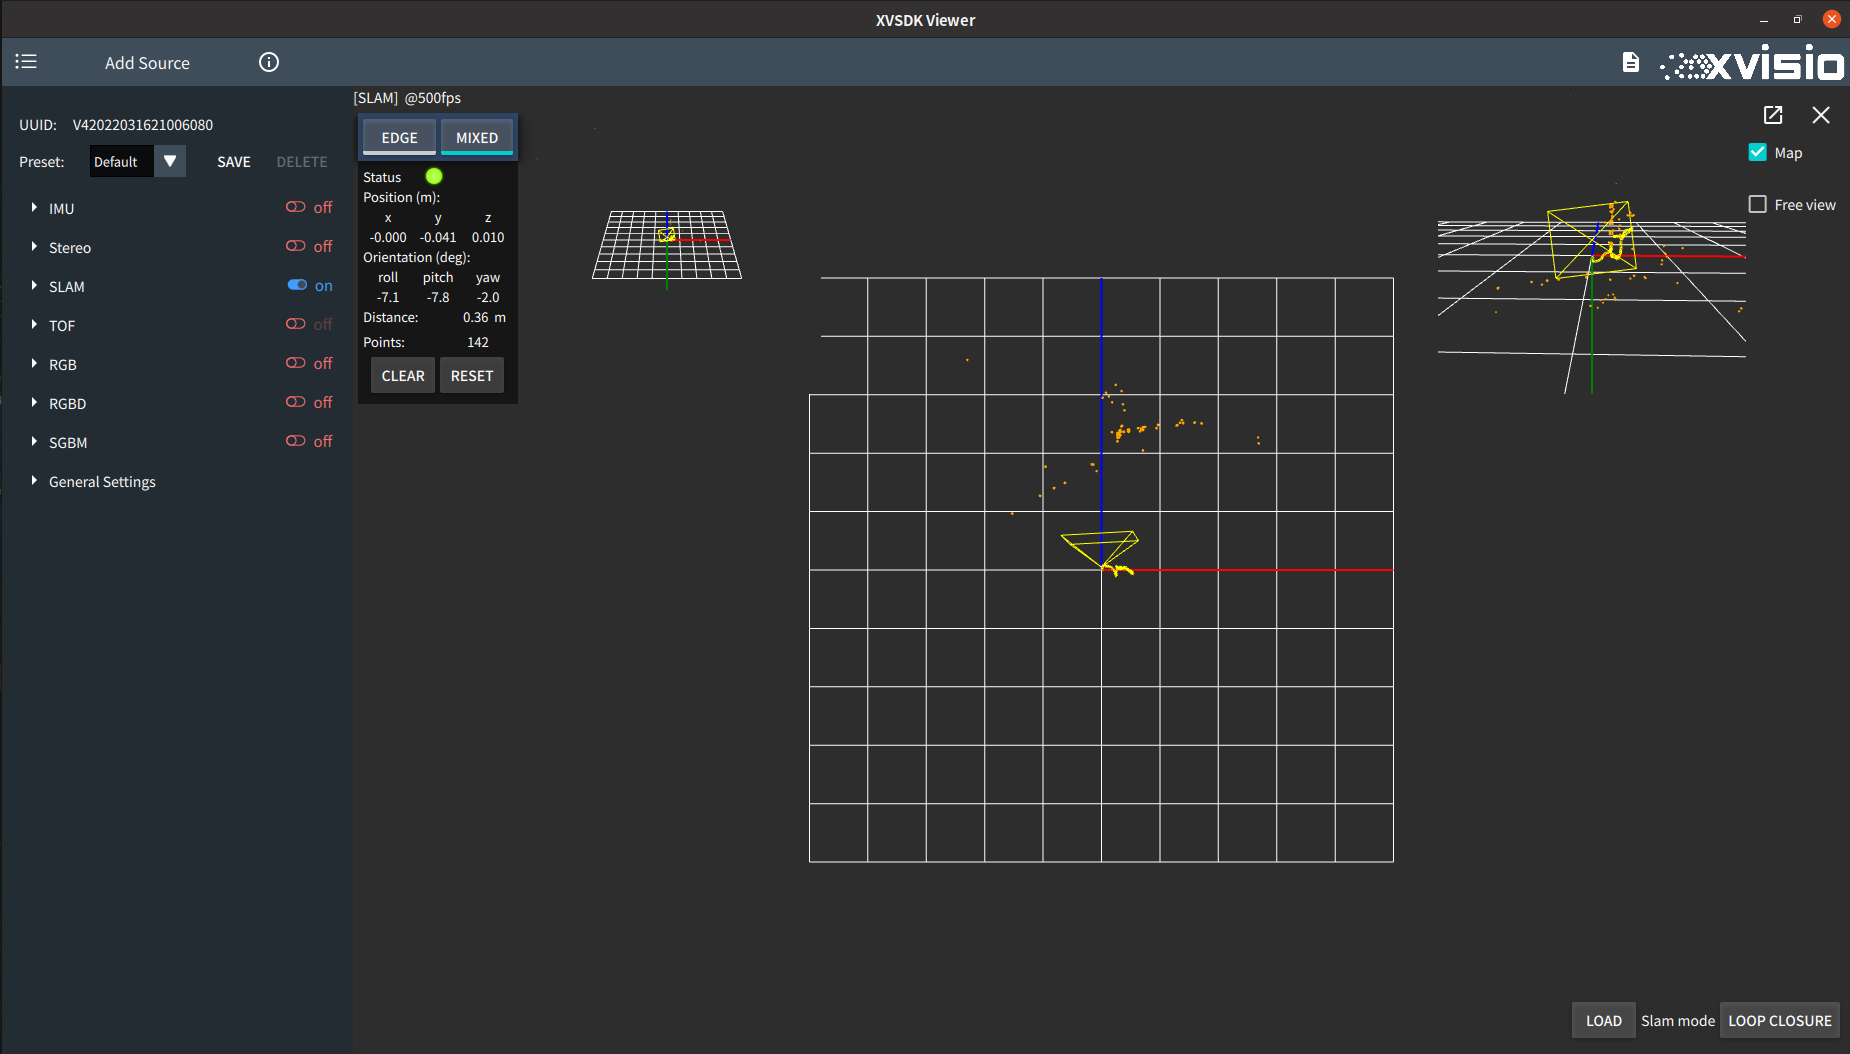 XVSDK Viewer
Add Source
xvisio
UUID: V42022031621006080
Preset: Default SAVE DELETE
IMU off
Stereo off
SLAM on
TOF off
RGB off
RGBD off
SGBM off
General Settings
[SLAM] @500fps
EDGE MIXED
Status
Position (m):
x y z
-0.000 -0.041 0.010
Orientation (deg):
roll pitch yaw
-7.1 -7.8 -2.0
Distance: 0.36 m
Points: 142
CLEAR RESET
Map
Free view
LOAD Slam mode LOOP CLOSURE